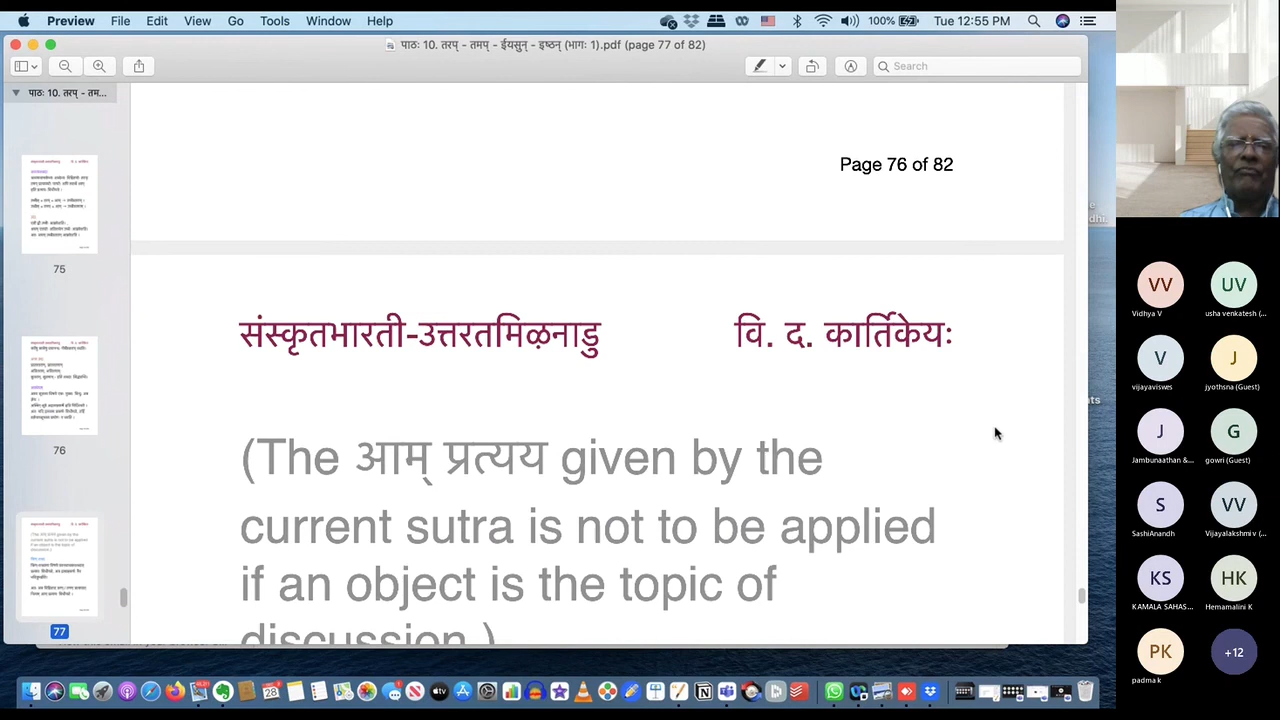 Preview File Edit View Go Tools Window Help
100% Tue 12:55 PM
पाठः 10. तरप् - तमप् - ईयसुन् - इष्ठन् (भागः 1).pdf (page 77 of 82)
Search
पाठः 10. तरप् - तम...
75
76
77
Page 76 of 82
संस्कृतभारती-उत्तरतमिऴनाडु वि. द. कार्तिकेयः
(The आम् प्रत्यय given by the
current sutra is not to be applied
if an object is the topic of
discussion.)
VV UV
Vidhya V usha venkatesh (...
V J
vijayaviswes jyothsna (Guest)
J G
Jambunaathan &... gowri (Guest)
S VV
SashiAnandh Vijayalakshmi v (...
KS HK
KAMALA SAHAS... Hemamalini K
PK +12
padma k